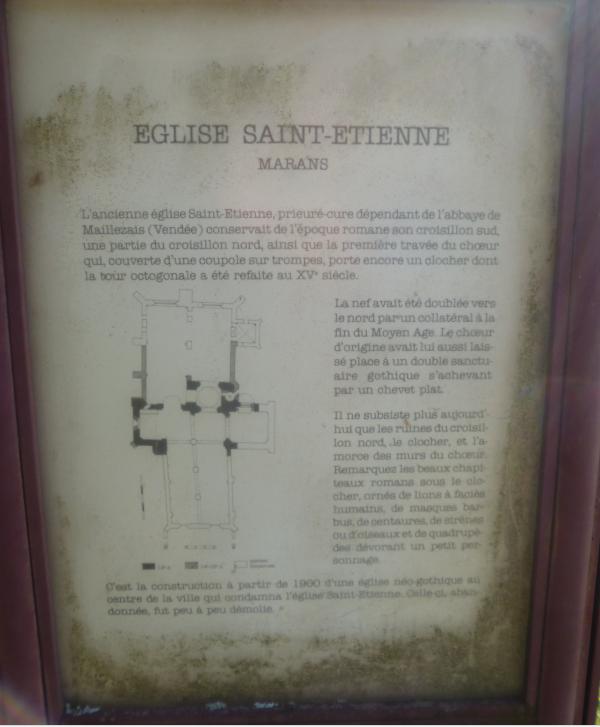 EGLISE SAINT-ETIENNE
MARANS
L'ancienne église Saint-Etienne, prieuré-cure dépendant de l'abbaye de
Maillezais (Vendée) conservait de l'époque romane son croisillon sud,
une partie du croisillon nord, ainsi que la première travée du chœur
qui, couverte d'une coupole sur trompes, porte encore un clocher dont
la tour octogonale a été refaite au XVe siècle.
La nef avait été doublée vers
le nord par un collatéral à la
fin du Moyen Age. Le chœur
d'origine avait lui aussi lais-
sé place à un double sanctu-
aire gothique s'achevant
par un chevet plat.
Il ne subsiste plus aujourd'-
hui que les ruines du croisil-
lon nord, le clocher, et l'a-
morce des murs du chœur.
Remarquez les beaux chapi-
teaux romans sous le clo-
cher, ornés de lions à faciès
humains, de masques bar-
bus, de centaures, de sirènes
ou d'oiseaux et de quadrupè-
des dévorant un petit per-
sonnage.
C'est la construction à partir de 1900 d'une église néo-gothique au
centre de la ville qui condamna l'église Saint-Etienne. Celle-ci, aban-
donnée, fut peu à peu démolie.